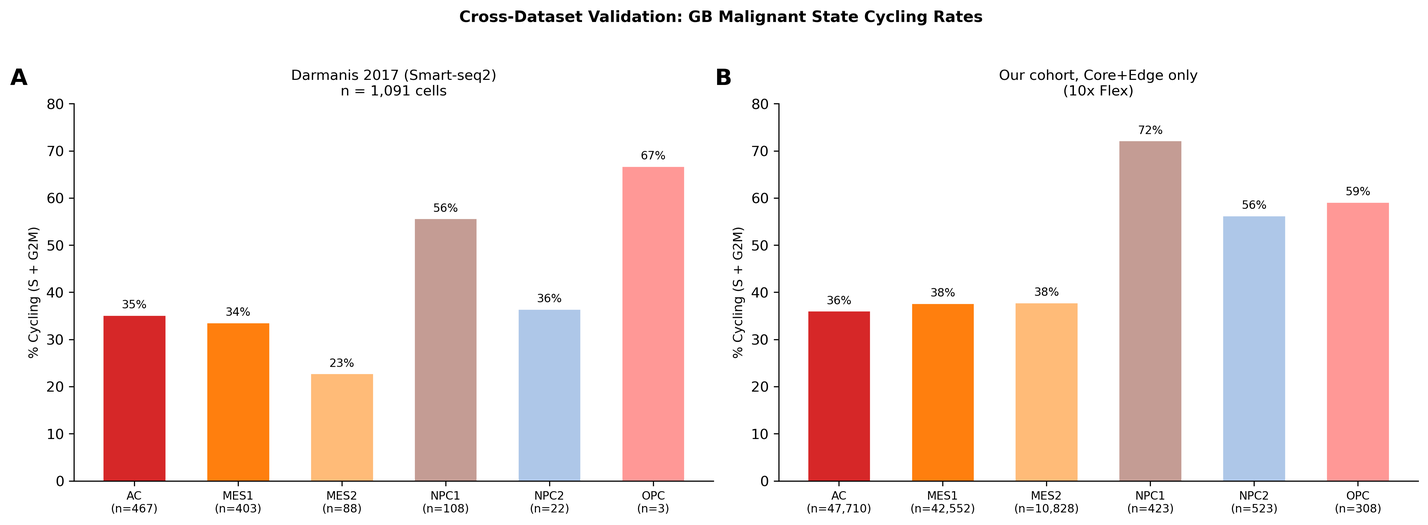 Cross-Dataset Validation: GB Malignant State Cycling Rates
A
Darmanis 2017 (Smart-seq2)
n = 1,091 cells
% Cycling (S + G2M)
80
70
60
50
40
30
20
10
0
35%
34%
23%
56%
36%
67%
AC
(n=467)
MES1
(n=403)
MES2
(n=88)
NPC1
(n=108)
NPC2
(n=22)
OPC
(n=3)
B
Our cohort, Core+Edge only
(10x Flex)
% Cycling (S + G2M)
80
70
60
50
40
30
20
10
0
36%
38%
38%
72%
56%
59%
AC
(n=47,710)
MES1
(n=42,552)
MES2
(n=10,828)
NPC1
(n=423)
NPC2
(n=523)
OPC
(n=308)